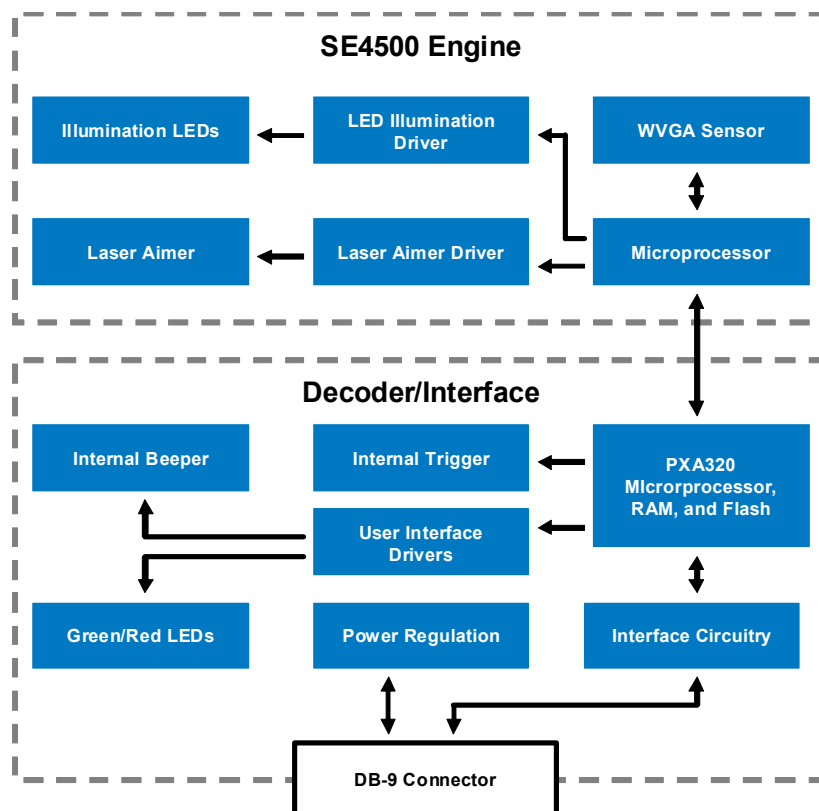 SE4500 Engine
Illumination LEDs
LED Illumination
Driver
WVGA Sensor
Laser Aimer
Laser Aimer Driver
Microprocessor
Decoder/Interface
Internal Beeper
Internal Trigger
PXA320
MIcrorprocessor,
RAM, and Flash
User Interface
Drivers
Green/Red LEDs
Power Regulation
Interface Circuitry
DB-9 Connector